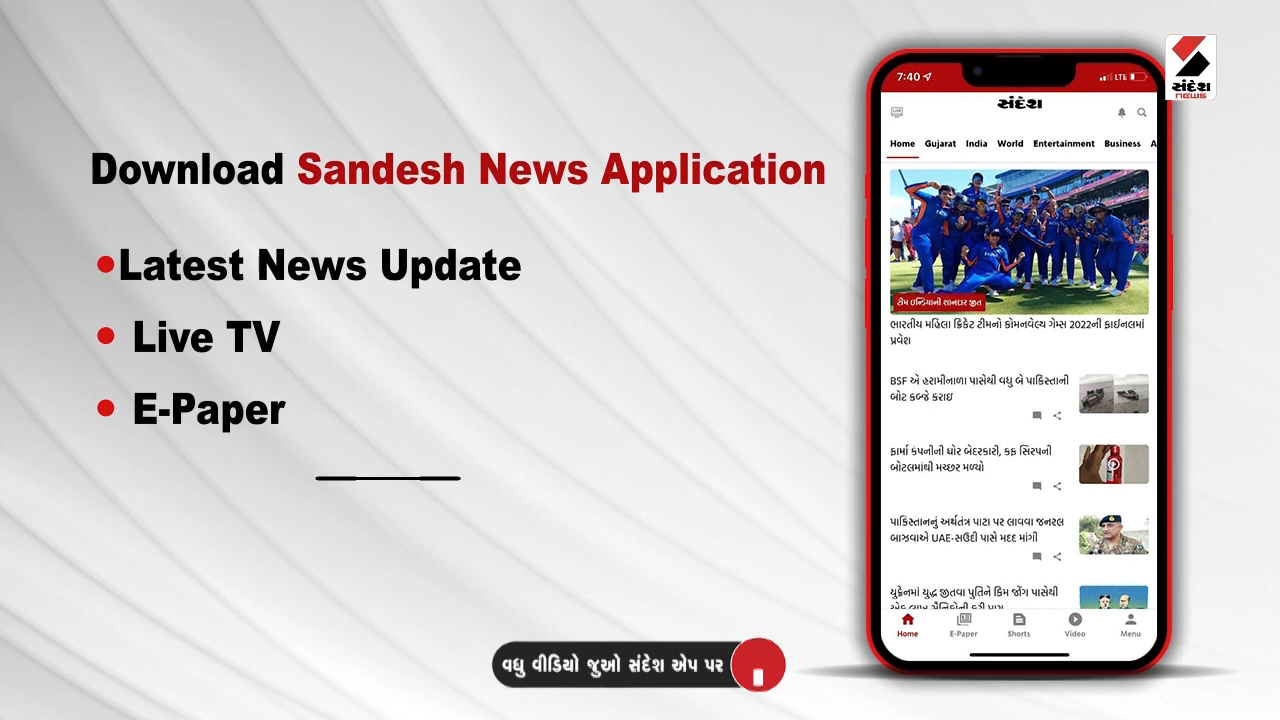 Download Sandesh News Application
•Latest News Update
• Live TV
• E-Paper
વધુ વીડિયો જુઓ સંદેશ એપ પર
સંદેશ
NEWS
7:40
LTE
LIVE
સંદેશ
Home Gujarat India World Entertainment Business A
ટીમ ઇન્ડિયાની શાનદાર જીત
ભારતીય મહિલા ક્રિકેટ ટીમનો કોમનવેલ્થ ગેમ્સ 2022ની ફાઈનલમાં
પ્રવેશ
BSF એ હરામીનાળા પાસેથી વધુ બે પાકિસ્તાની
બોટ કબ્જે કરાઇ
ફાર્મા કંપનીની ઘોર બેદરકારી, કફ સિરપની
બોટલમાંથી મચ્છર મળ્યો
પાકિસ્તાનનું અર્થતંત્ર પાટા પર લાવવા જનરલ
બાઝવાએ UAE-સઉદી પાસે મદદ માંગી
યુક્રેનમાં યુદ્ધ જીતવા પુતિને કિમ જોંગ પાસેથી
Home E-Paper Shorts Video Menu